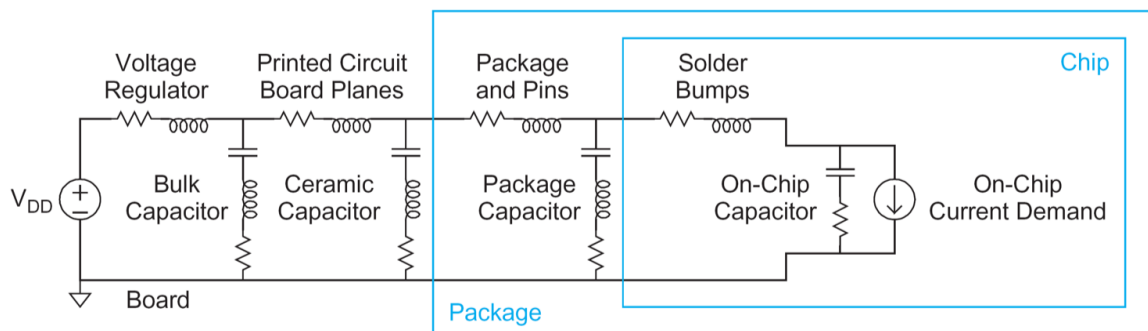 Voltage
Regulator
Printed Circuit
Board Planes
Package
and Pins
Solder
Bumps
Chip
VDD
+
−
Bulk
Capacitor
Ceramic
Capacitor
Package
Capacitor
On-Chip
Capacitor
On-Chip
Current Demand
Board
Package